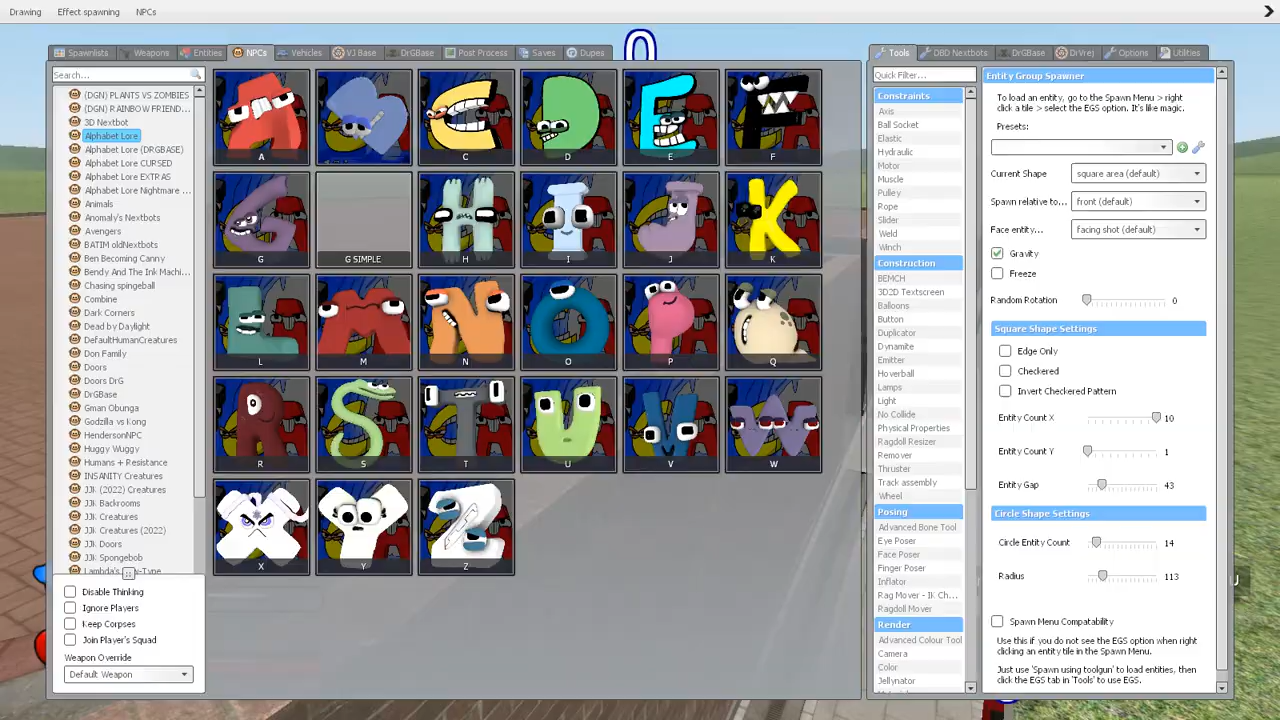 Drawing Effect spawning NPCs
Spawnlists Weapons Entities NPCs Vehicles VJ Base DrGBase Post Process Saves Dupes
Search...
(DGN) PLANTS VS ZOMBIES
(DGN) RAINBOW FRIEND...
3D Nextbot
Alphabet Lore
Alphabet Lore (DRGBASE)
Alphabet Lore CURSED
Alphabet Lore EXTRAS
Alphabet Lore Nightmare ...
Animals
Anomaly's Nextbots
Avengers
BATIM oldNextbots
Ben Becoming Canny
Bendy And The Ink Machi...
Chasing spingeball
Combine
Dark Corners
Dead by Daylight
DefaultHumanCreatures
Don Family
Doors
Doors DrG
DrGBase
Gman Obunga
Godzilla vs Kong
HendersonNPC
Huggy Wuggy
Humans + Resistance
INSANITY Creatures
JJK (2022) Creatures
JJK Backrooms
JJK Creatures
JJK Creatures (2022)
JJK Doors
JJK Spongebob
Disable Thinking
Ignore Players
Keep Corpses
Join Player's Squad
Weapon Override
Default Weapon
A C D E F
G G SIMPLE H I J K
L M N O P Q
R S T U V W
X Y Z
Tools DBD Nextbots DrGBase DrVrej Options Utilities
Quick Filter...
Constraints
Axis
Ball Socket
Elastic
Hydraulic
Motor
Muscle
Pulley
Rope
Slider
Weld
Winch
Construction
BEMCH
3D2D Textscreen
Balloons
Button
Duplicator
Dynamite
Emitter
Hoverball
Lamps
Light
No Collide
Physical Properties
Ragdoll Resizer
Remover
Thruster
Track assembly
Wheel
Posing
Advanced Bone Tool
Eye Poser
Face Poser
Finger Poser
Inflator
Rag Mover - IK Ch...
Ragdoll Mover
Render
Advanced Colour Tool
Camera
Color
Jellynator
Entity Group Spawner
To load an entity, go to the Spawn Menu > right
click a tile > select the EGS option. It's like magic.
Presets:
Current Shape square area (default)
Spawn relative to... front (default)
Face entity... facing shot (default)
Gravity
Freeze
Random Rotation 0
Square Shape Settings
Edge Only
Checkered
Invert Checkered Pattern
Entity Count X 10
Entity Count Y 1
Entity Gap 43
Circle Shape Settings
Circle Entity Count 14
Radius 113
Spawn Menu Compatability
Use this if you do not see the EGS option when right
clicking an entity tile in the Spawn Menu.
Just use 'Spawn using toolgun' to load entities, then
click the EGS tab in 'Tools' to use EGS.